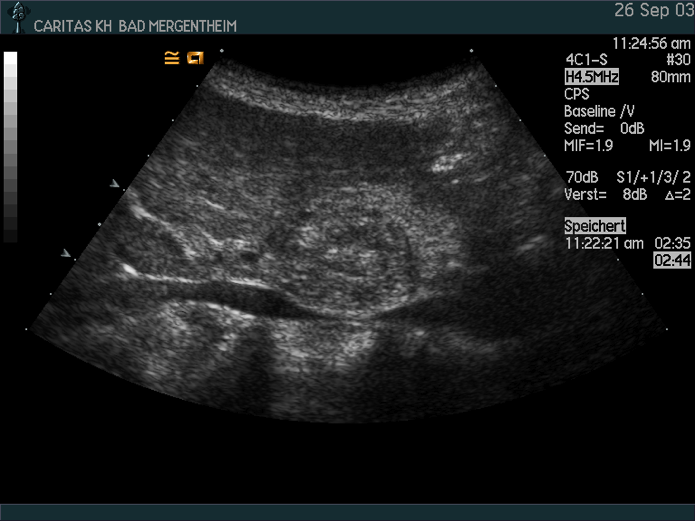 26 Sep 03
CARITAS KH BAD MERGENTHEIM
11:24:56 am
4C1-S #30
H4.5MHz 80mm
CPS
Baseline /V
Send= 0dB
MIF=1.9 MI=1.9
70dB S1/+1/3/ 2
Verst= 8dB Δ=2
Speichert
11:22:21 am 02:35
02:44